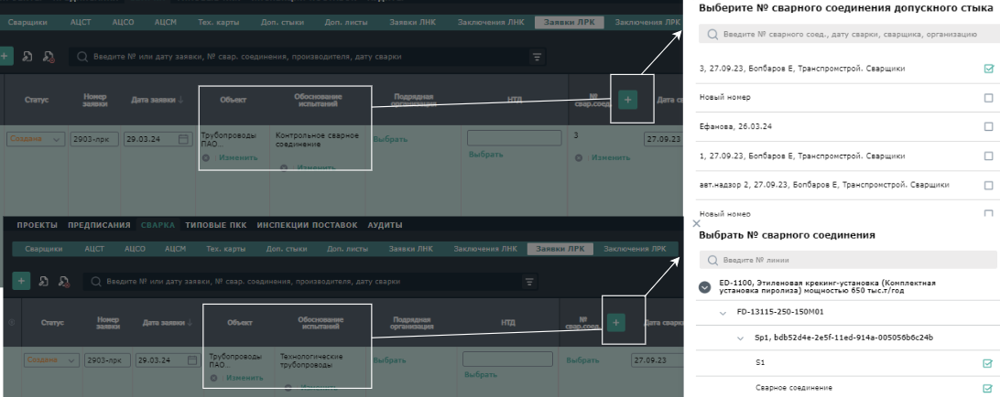 Выберите № сварного соединения допускного стыка
Сварщики АЦСТ АЦСО АЦСМ Тех. карты Доп. стыки Доп. листы Заявки ЛНК Заключения ЛНК Заявки ЛРК Заключения ЛРК
Введите № сварного соед., дату сварки, сварщика, организацию
Введите № или дату заявки, № свар. соединения, производителя, дату сварки
3, 27.09.23, Бопбаров Е, Транспромстрой. Сварщики
Статус Номер заявки Дата заявки Объект Обоснование испытаний Подрядная организация НТД № свар.соед. Дата св
Новый номер
Ефанова, 26.03.24
Создана 2903-лрк 29.03.24 Трубопроводы ПАО... Контрольное сварное соединение Выбрать 3 27.09.23
Изменить Изменить Выбрать Изменить
1, 27.09.23, Бопбаров Е, Транспромстрой. Сварщики
авт.надзор 2, 27.09.23, Бопбаров Е, Транспромстрой. Сварщики
Новый номер
ПРОЕКТЫ ПРЕДПИСАНИЯ СВАРКА ТИПОВЫЕ ПКК ИНСПЕКЦИИ ПОСТАВОК АУДИТЫ
Выбрать № сварного соединения
Сварщики АЦСТ АЦСО АЦСМ Тех. карты Доп. стыки Доп. листы Заявки ЛНК Заключения ЛНК Заявки ЛРК Заключения ЛРК
Введите № линии
Введите № или дату заявки, № свар. соединения, производителя, дату сварки
ED-1100, Этиленовая крекинг-установка (Комплектная
установка пиролиза) мощностью 650 тыс.т/год
FD-13115-250-150M01
Статус Номер заявки Дата заявки Объект Обоснование испытаний Подрядная организация НТД № свар.соед. Дата сварки
Sp1, bdb52d4e-2e5f-11ed-914a-005056b6c24b
Создана 2903-лрк 29.03.24 Трубопроводы ПАО... Технологические трубопроводы Выбрать Выбрать 27.09.23
S1
Изменить Изменить Выбрать
Сварное соединение